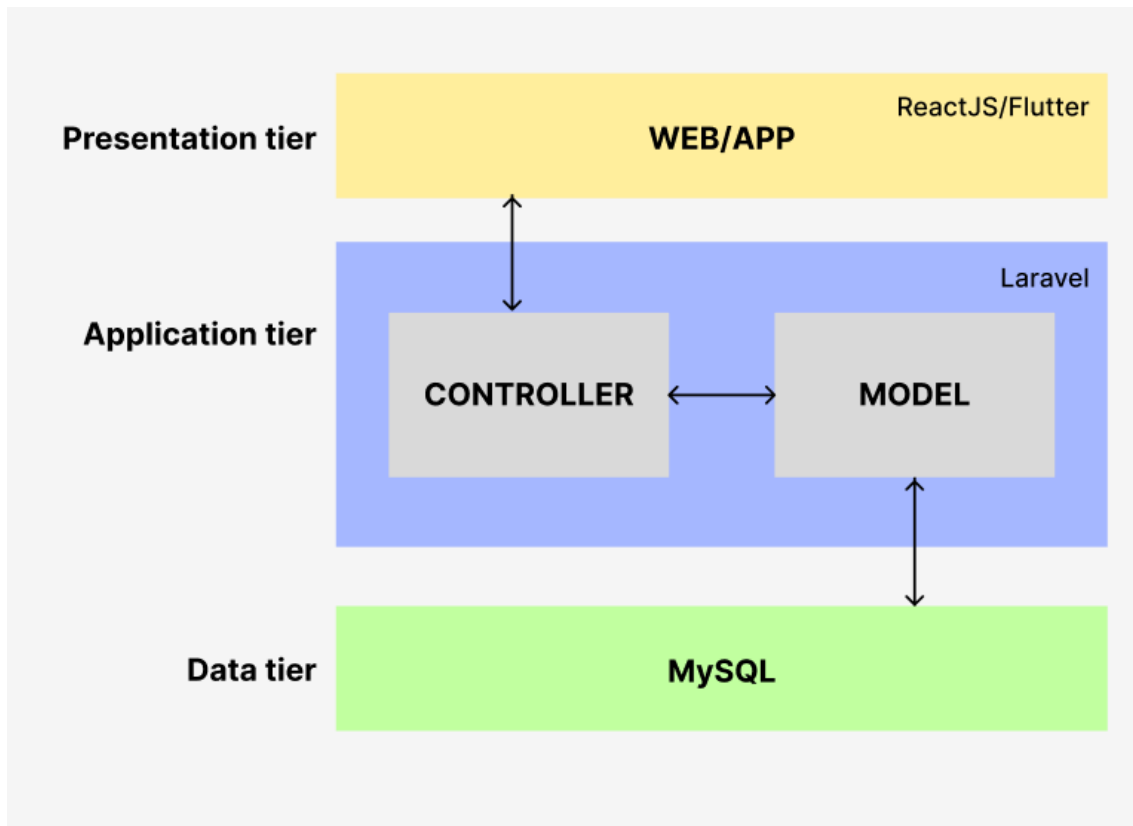 ReactJS/Flutter
Presentation tier
WEB/APP
Laravel
Application tier
CONTROLLER
MODEL
Data tier
MySQL